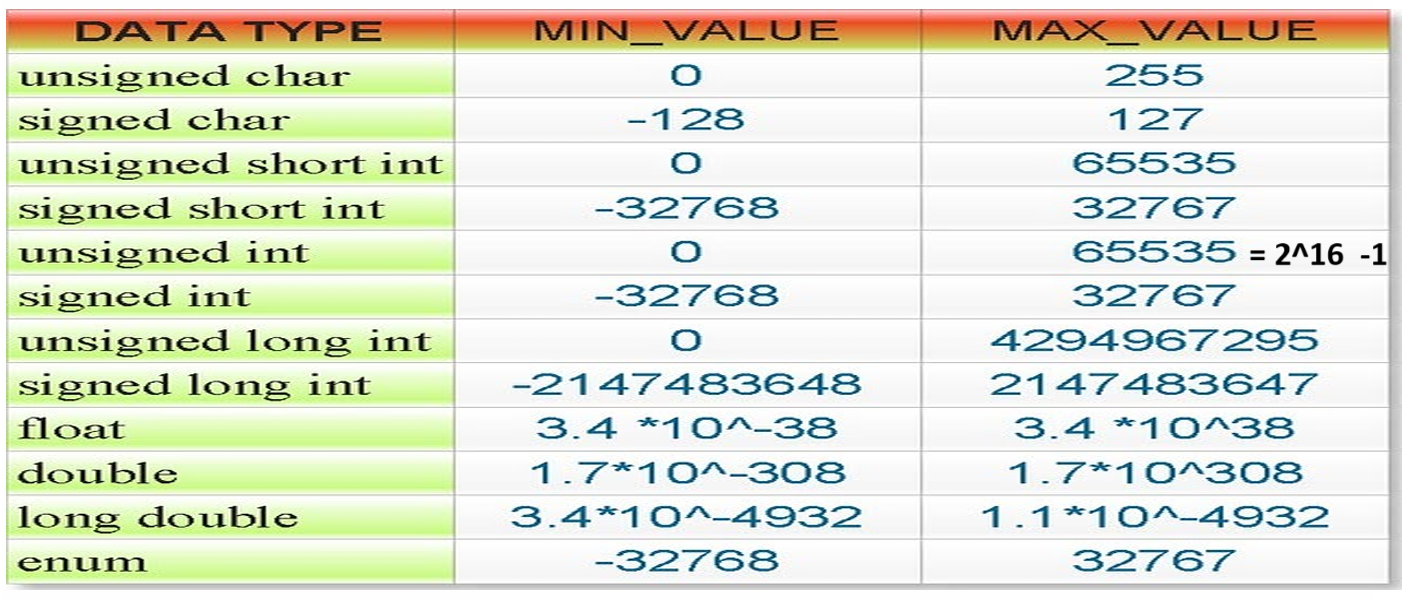 DATA TYPE MIN_VALUE MAX_VALUE
unsigned char 0 255
signed char -128 127
unsigned short int 0 65535
signed short int -32768 32767
unsigned int 0 65535 = 2^16 -1
signed int -32768 32767
unsigned long int 0 4294967295
signed long int -2147483648 2147483647
float 3.4 *10^-38 3.4 *10^38
double 1.7*10^-308 1.7*10^308
long double 3.4*10^-4932 1.1*10^-4932
enum -32768 32767